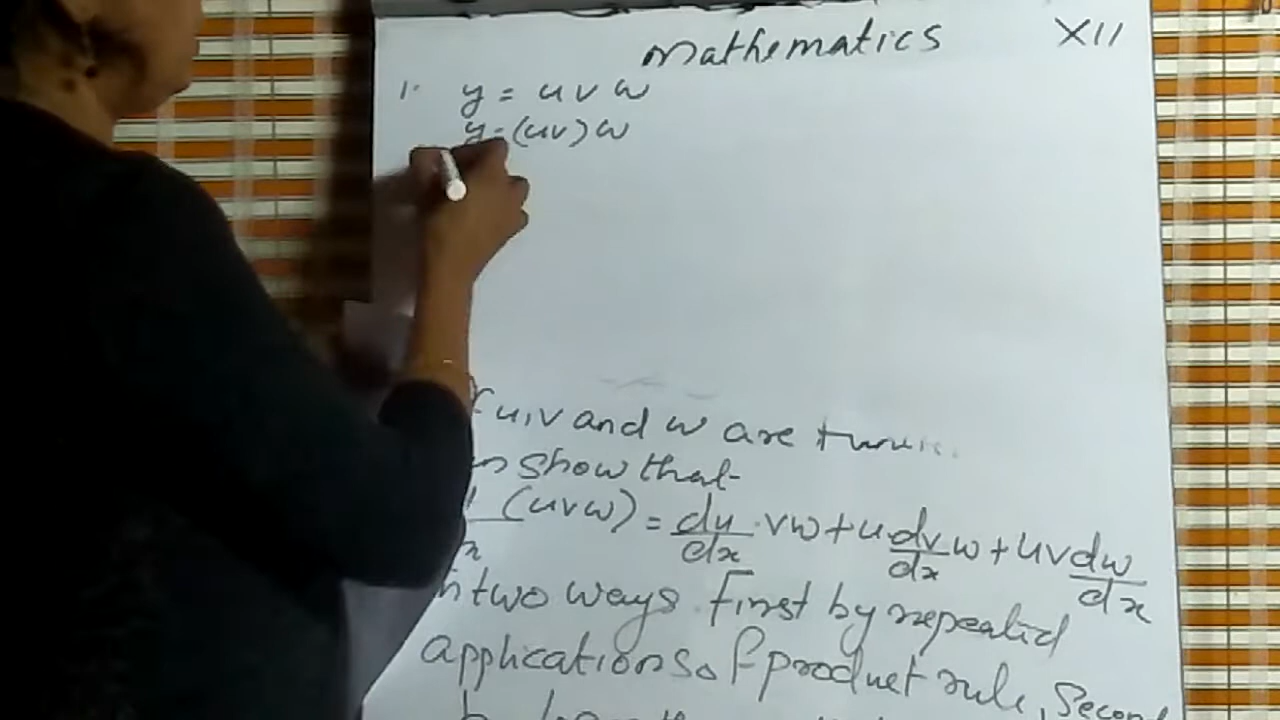 Mathematics XII
1. y = u v w
y = (uv) w
u, v and w are
show that
(uvw) = du/dx . vw + u dv/dx w + uv dw/dx
two ways. First by repeated
applications of product rule, Second